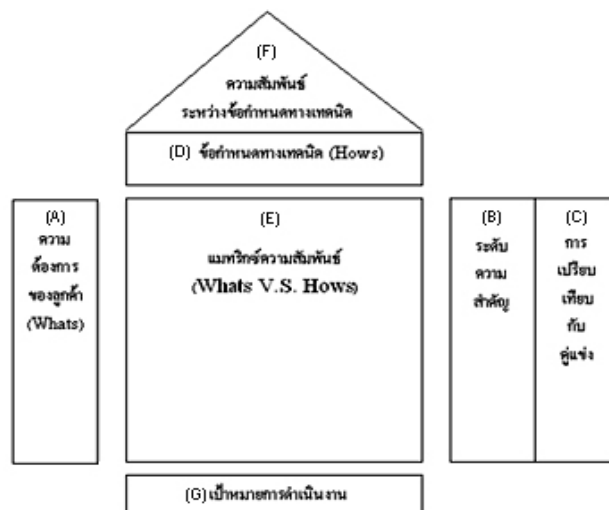 (F)
ความสัมพันธ์
ระหว่างข้อกำหนดทางเทคนิค
(D) ข้อกำหนดทางเทคนิค (Hows)
(A)
ความ
ต้องการ
ของลูกค้า
(Whats)
(E)
แมทริกซ์ความสัมพันธ์
(Whats V.S. Hows)
(B)
ระดับ
ความ
สำคัญ
(C)
การ
เปรียบ
เทียบ
กับ
คู่แข่ง
(G) เป้าหมายการดำเนินงาน